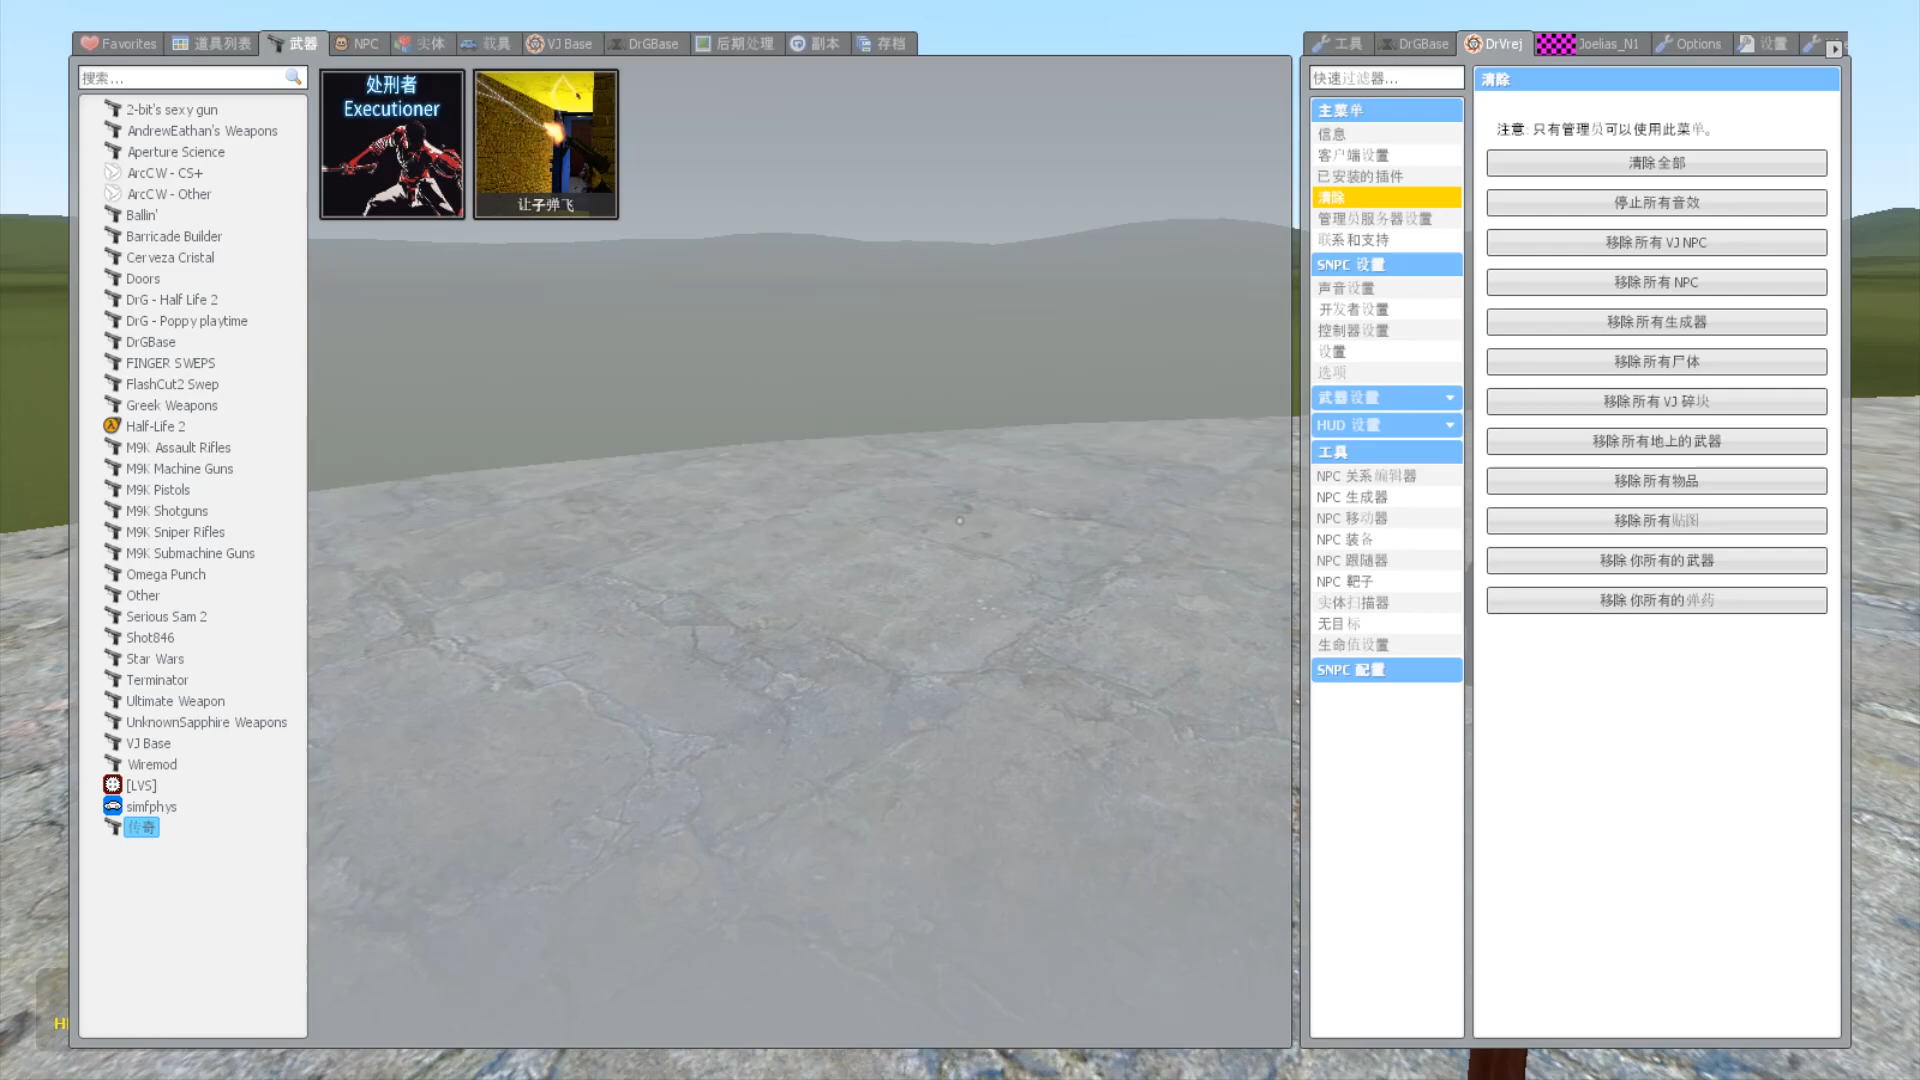 Favorites
道具列表
武器
NPC
实体
载具
VJ Base
DrGBase
后期处理
副本
存档
搜索...
2-bit's sexy gun
AndrewEathan's Weapons
Aperture Science
ArcCW - CS+
ArcCW - Other
Ballin'
Barricade Builder
Cerveza Cristal
Doors
DrG - Half Life 2
DrG - Poppy playtime
DrGBase
FINGER SWEPS
FlashCut2 Swep
Greek Weapons
Half-Life 2
M9K Assault Rifles
M9K Machine Guns
M9K Pistols
M9K Shotguns
M9K Sniper Rifles
M9K Submachine Guns
Omega Punch
Other
Serious Sam 2
Shot846
Star Wars
Terminator
Ultimate Weapon
UnknownSapphire Weapons
VJ Base
Wiremod
[LVS]
simfphys
传奇
处刑者
Executioner
让子弹飞
工具
DrGBase
DrVrej
Joelias_N1
Options
设置
快速过滤器...
主菜单
信息
客户端设置
已安装的插件
清除
管理员服务器设置
联系和支持
SNPC 设置
声音设置
开发者设置
控制器设置
设置
选项
武器设置
HUD 设置
工具
NPC 关系编辑器
NPC 生成器
NPC 移动器
NPC 装备
NPC 跟随器
NPC 靶子
实体扫描器
无目标
生命值设置
SNPC 配置
清除
注意: 只有管理员可以使用此菜单。
清除全部
停止所有音效
移除所有 VJ NPC
移除所有 NPC
移除所有生成器
移除所有尸体
移除所有 VJ 碎块
移除所有地上的武器
移除所有物品
移除所有贴图
移除你所有的武器
移除你所有的弹药